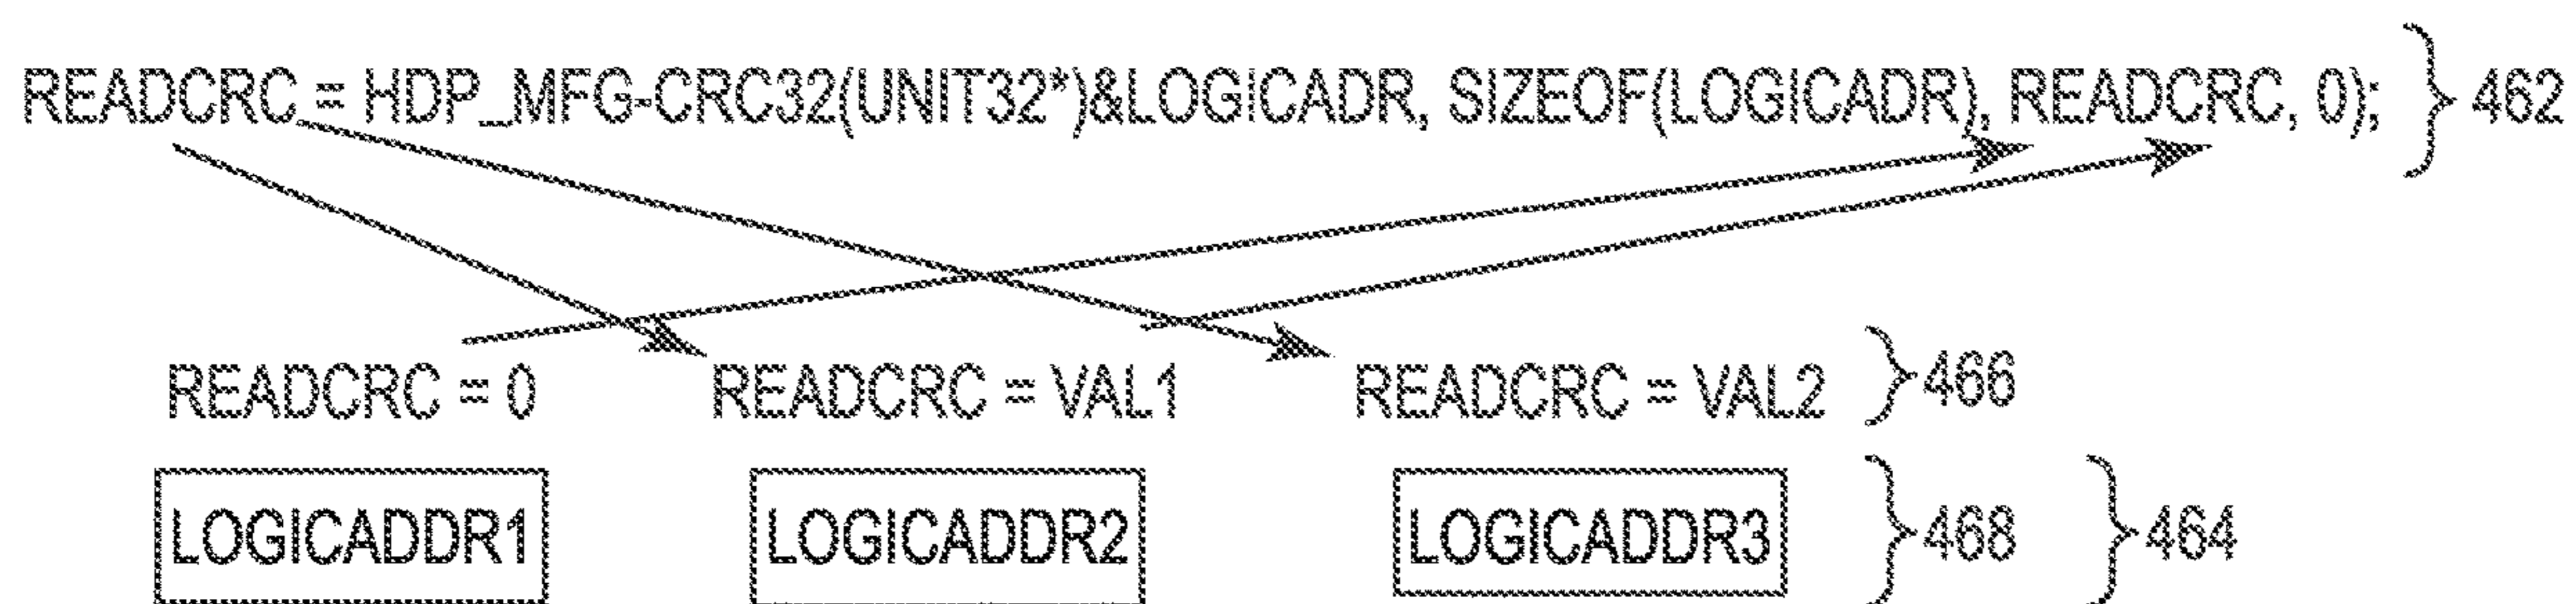 READCRC = HDP_MFG-CRC32(UNIT32*)&LOGICADR, SIZEOF(LOGICADR), READCRC, 0); 462
READCRC = 0 READCRC = VAL1 READCRC = VAL2 466
LOGICADDR1 LOGICADDR2 LOGICADDR3 468 464